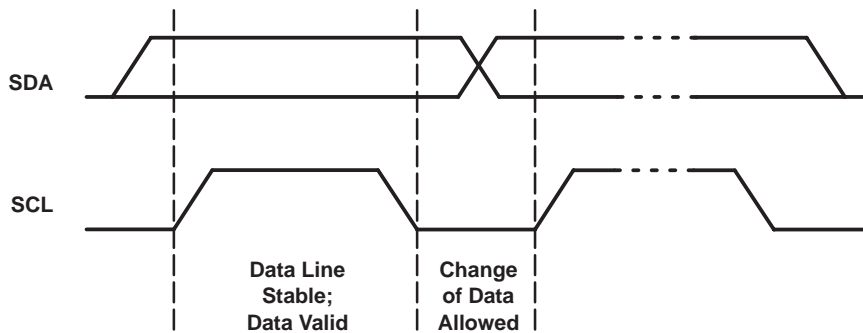 SDA
SCL
Data Line
Stable;
Data Valid
Change
of Data
Allowed